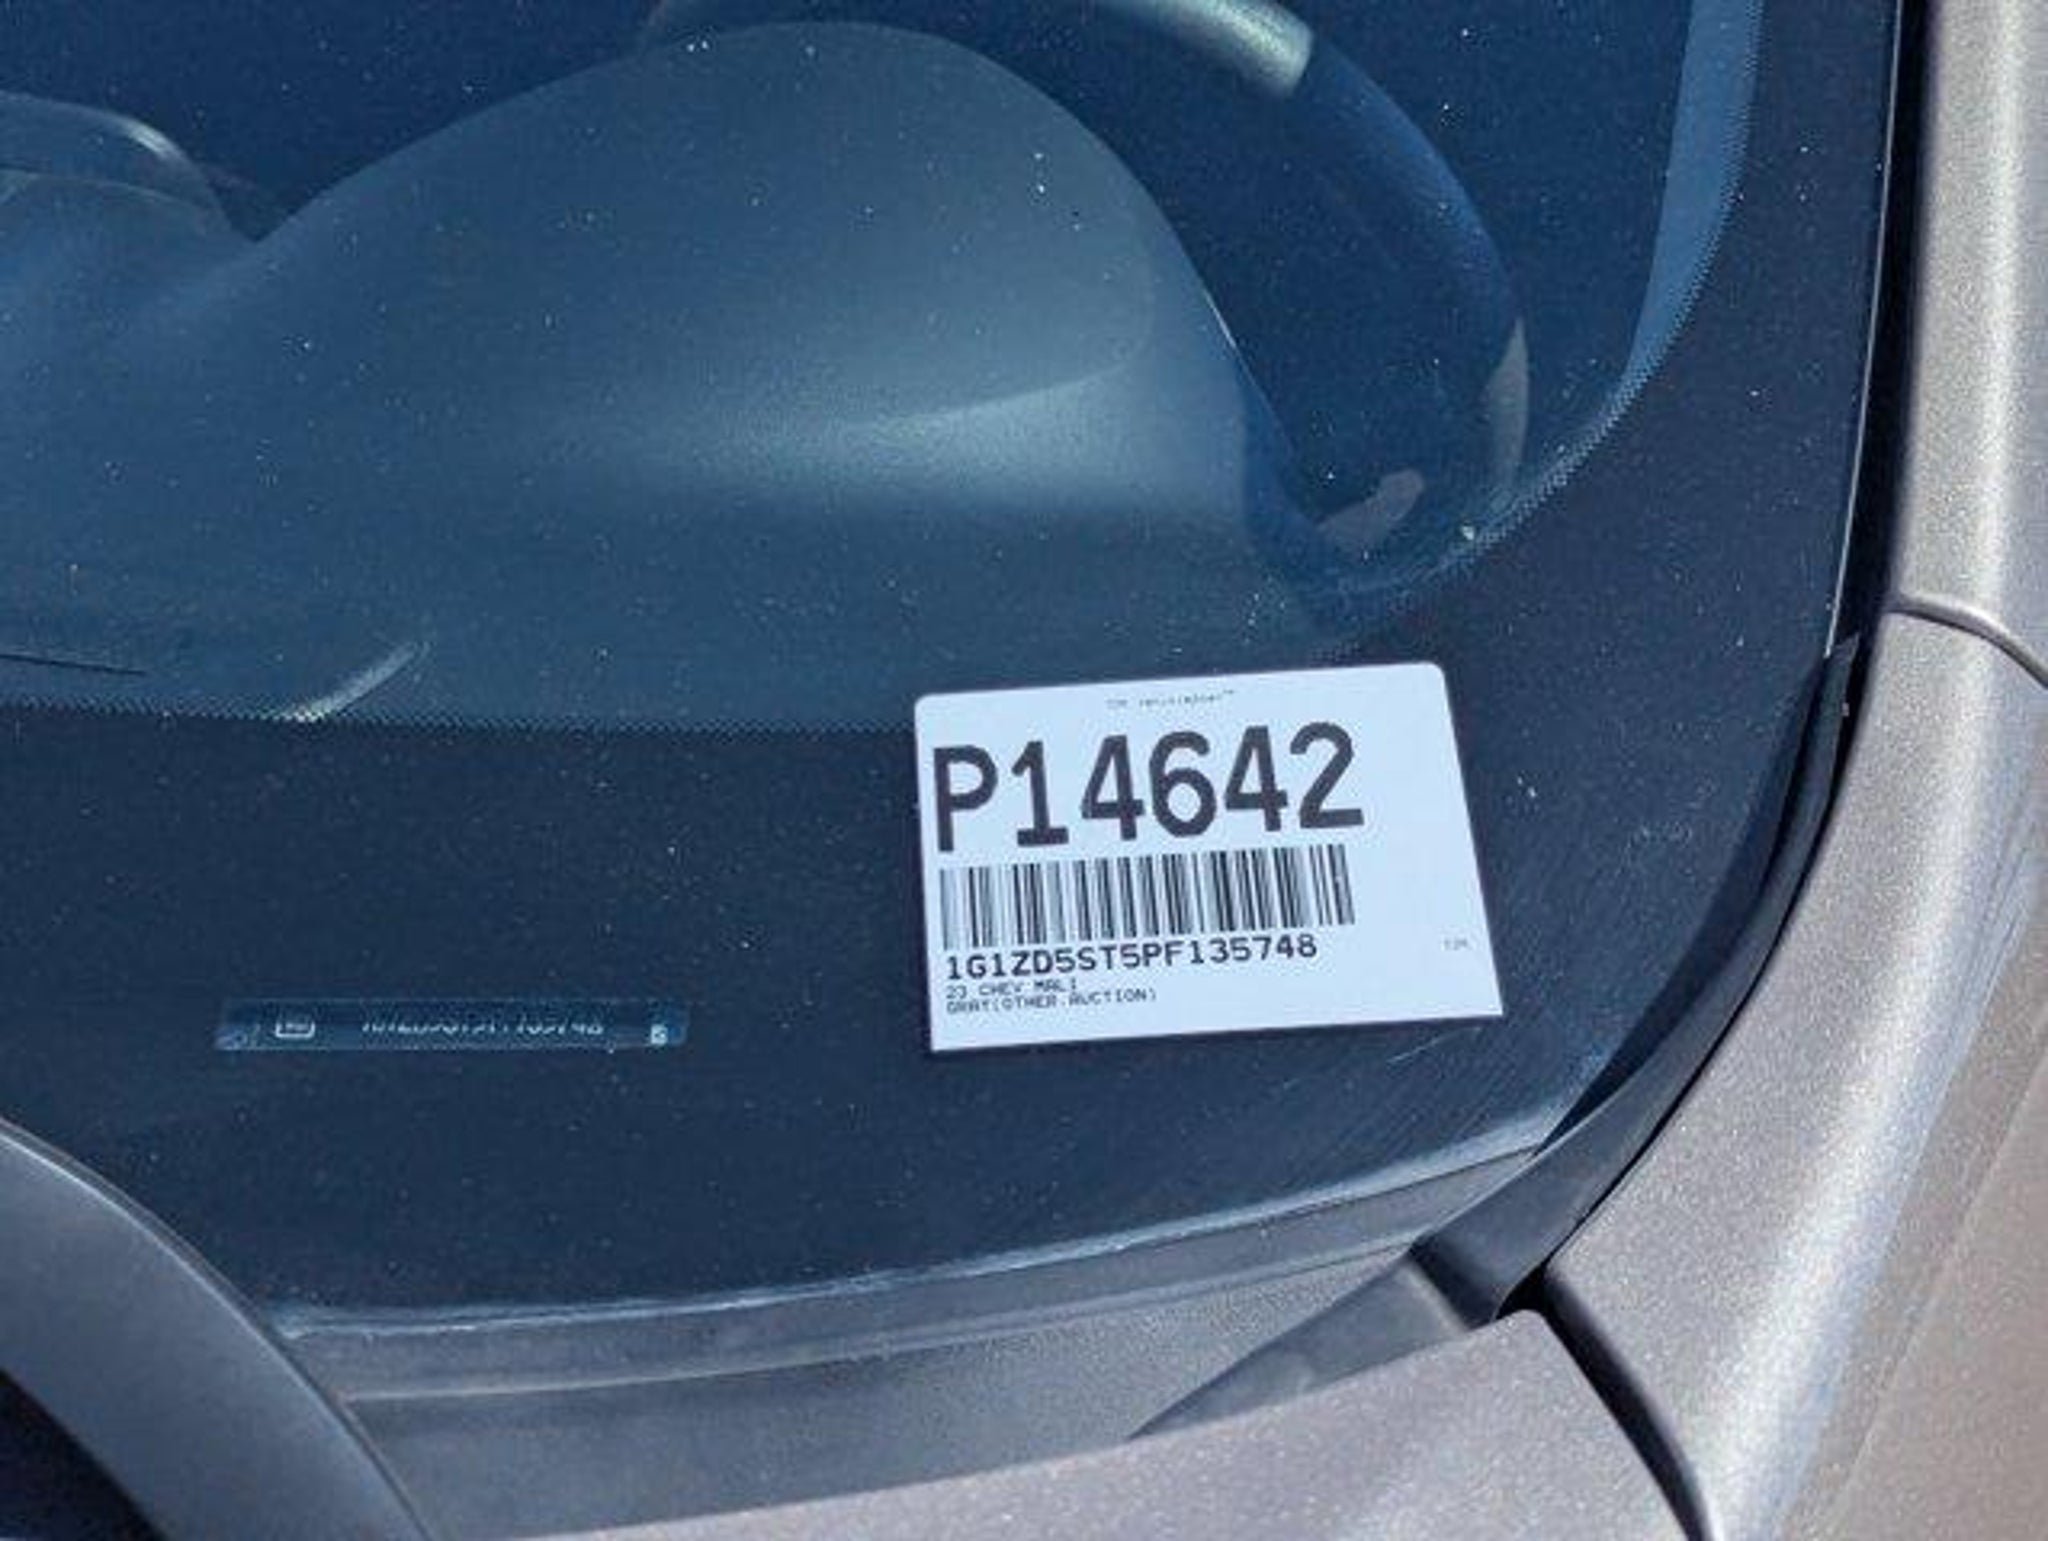 P14642
1G1ZD5ST5PF135748
23 CHEV MALI
GRAY(OTHER.AUCTION)